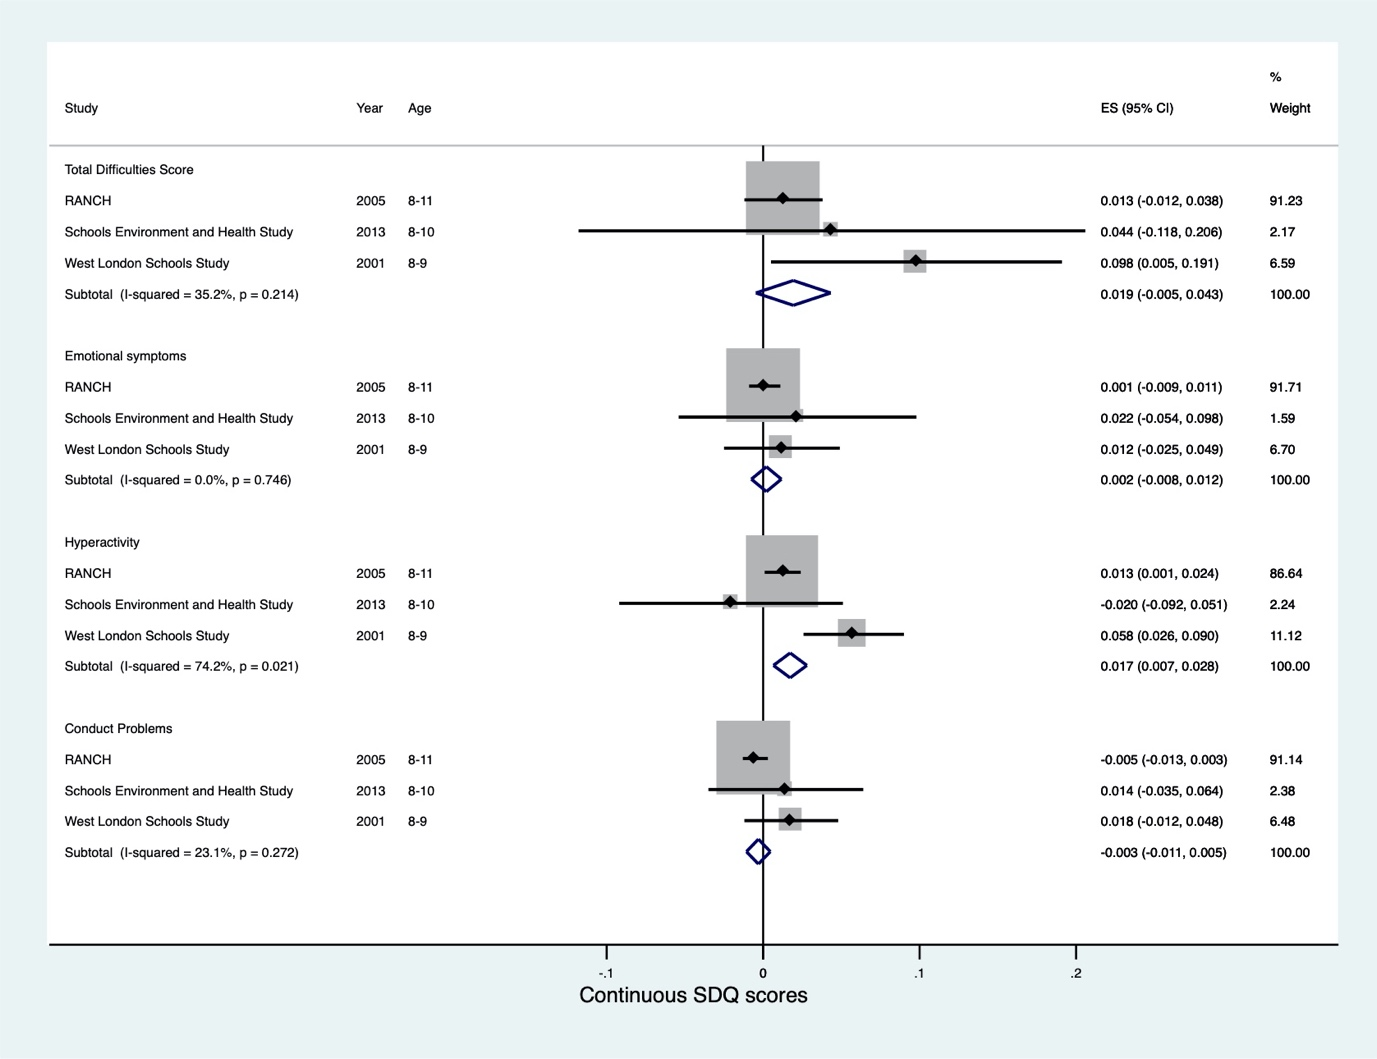 %
Study Year Age ES (95% CI) Weight
Total Difficulties Score
RANCH 2005 8-11 0.013 (-0.012, 0.038) 91.23
Schools Environment and Health Study 2013 8-10 0.044 (-0.118, 0.206) 2.17
West London Schools Study 2001 8-9 0.098 (0.005, 0.191) 6.59
Subtotal (I-squared = 35.2%, p = 0.214) 0.019 (-0.005, 0.043) 100.00
Emotional symptoms
RANCH 2005 8-11 0.001 (-0.009, 0.011) 91.71
Schools Environment and Health Study 2013 8-10 0.022 (-0.054, 0.098) 1.59
West London Schools Study 2001 8-9 0.012 (-0.025, 0.049) 6.70
Subtotal (I-squared = 0.0%, p = 0.746) 0.002 (-0.008, 0.012) 100.00
Hyperactivity
RANCH 2005 8-11 0.013 (0.001, 0.024) 86.64
Schools Environment and Health Study 2013 8-10 -0.020 (-0.092, 0.051) 2.24
West London Schools Study 2001 8-9 0.058 (0.026, 0.090) 11.12
Subtotal (I-squared = 74.2%, p = 0.021) 0.017 (0.007, 0.028) 100.00
Conduct Problems
RANCH 2005 8-11 -0.005 (-0.013, 0.003) 91.14
Schools Environment and Health Study 2013 8-10 0.014 (-0.035, 0.064) 2.38
West London Schools Study 2001 8-9 0.018 (-0.012, 0.048) 6.48
Subtotal (I-squared = 23.1%, p = 0.272) -0.003 (-0.011, 0.005) 100.00
-.1 0 .1 .2
Continuous SDQ scores